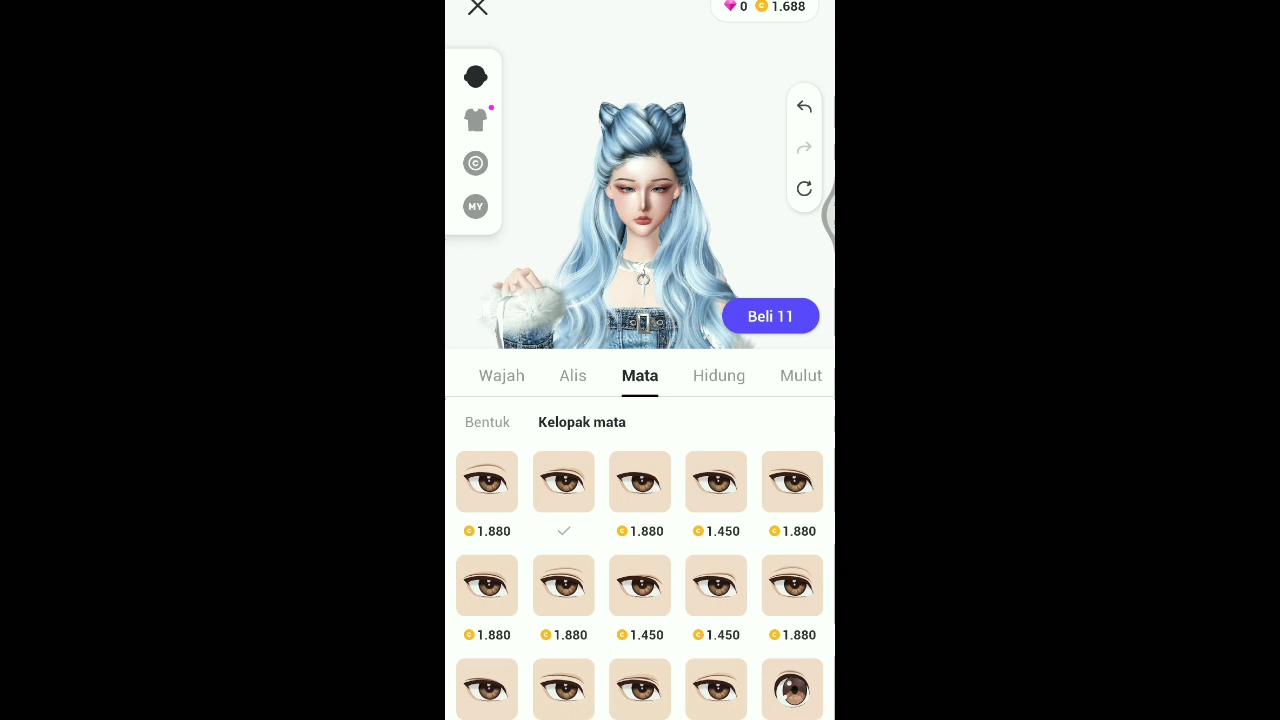 0 1.688
MY
Beli 11
Wajah Alis Mata Hidung Mulut
Bentuk Kelopak mata
1.880 1.880 1.450 1.880
1.880 1.880 1.450 1.450 1.880